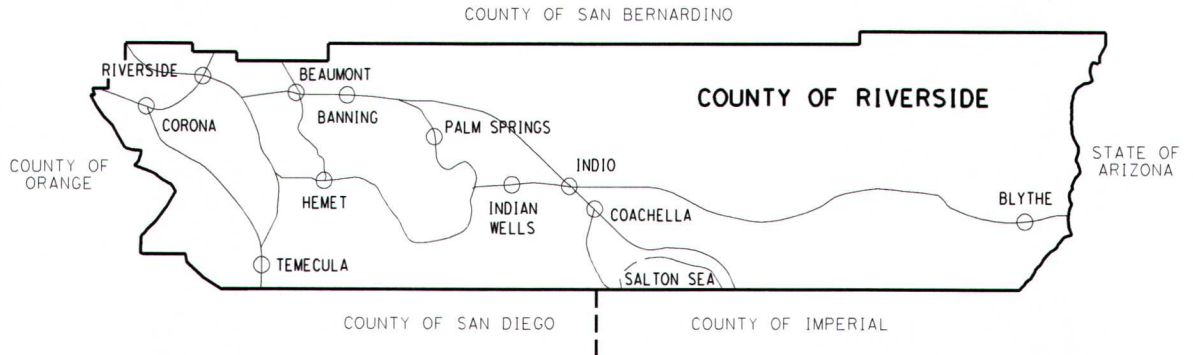 COUNTY OF SAN BERNARDINO
RIVERSIDE
BEAUMONT
COUNTY OF RIVERSIDE
CORONA
BANNING
PALM SPRINGS
COUNTY OF
ORANGE
INDIO
STATE OF
ARIZONA
HEMET
INDIAN
WELLS
COACHELLA
BLYTHE
TEMECULA
SALTON SEA
COUNTY OF SAN DIEGO
COUNTY OF IMPERIAL